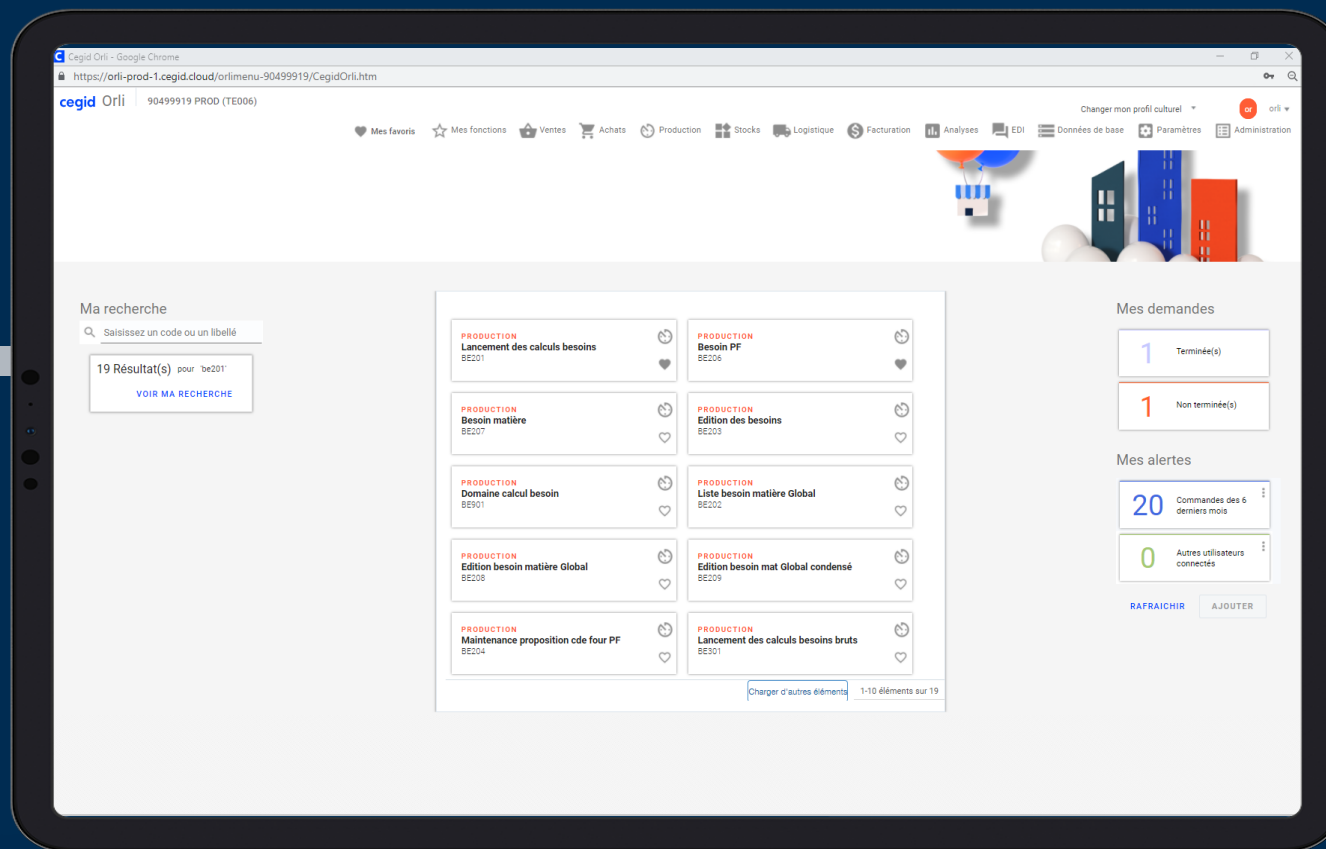 Cegid Orli - Google Chrome
https://orli-prod-1.cegid.cloud/orlimenu-90499919/CegidOrli.htm
cegid Orli
90499919 PROD (TE006)
Changer mon profil culturel
or
orli
Mes favoris
Mes fonctions
Ventes
Achats
Production
Stocks
Logistique
Facturation
Analyses
EDI
Données de base
Paramètres
Administration
Ma recherche
Saisissez un code ou un libellé
19 Résultat(s) pour 'be201'
VOIR MA RECHERCHE
PRODUCTION
Lancement des calculs besoins
BE201
PRODUCTION
Besoin PF
BE206
PRODUCTION
Besoin matière
BE207
PRODUCTION
Edition des besoins
BE203
PRODUCTION
Domaine calcul besoin
BE901
PRODUCTION
Liste besoin matière Global
BE202
PRODUCTION
Edition besoin matière Global
BE208
PRODUCTION
Edition besoin mat Global condensé
BE209
PRODUCTION
Maintenance proposition cde four PF
BE204
PRODUCTION
Lancement des calculs besoins bruts
BE301
Charger d'autres éléments
1-10 éléments sur 19
Mes demandes
1 Terminée(s)
1 Non terminée(s)
Mes alertes
20 Commandes des 6
derniers mois
0 Autres utilisateurs
connectés
RAFRAICHIR
AJOUTER